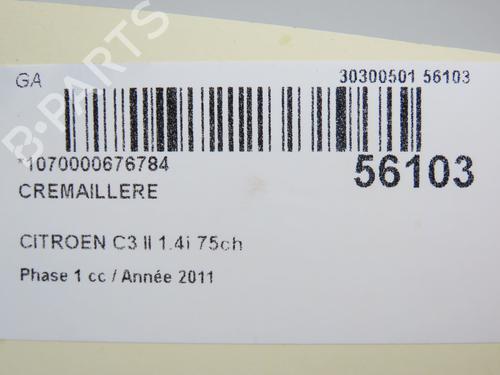 GA
30300501 56103
*1070000676784
56103
CREMAILLERE
CITROEN C3 II 1.4i 75ch
Phase 1 cc / Année 2011
B-PARTS